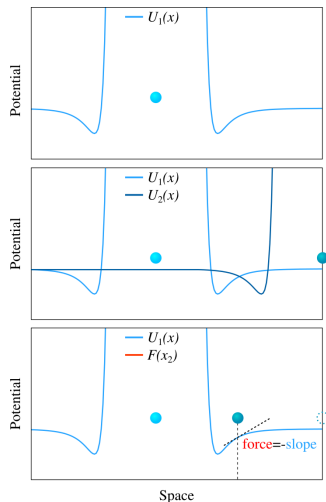 U₁(x)
Potential
U₁(x)
U₂(x)
Potential
U₁(x)
F(x₂)
Potential
force=-slope
Space